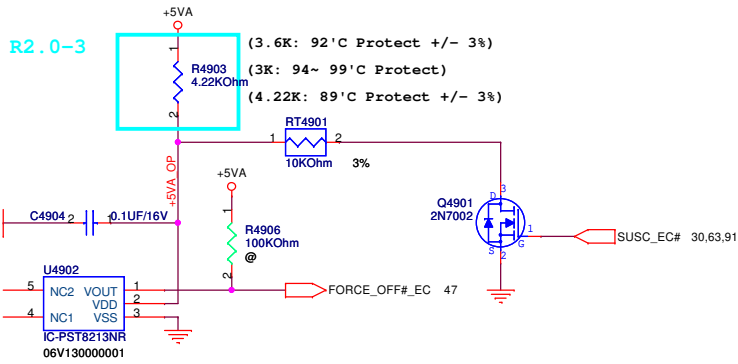 +5VA
R2.0-3
1
(3.6K: 92'C Protect +/- 3%)
R4903
4.22KOhm
(3K: 94~ 99'C Protect)
2
(4.22K: 89'C Protect +/- 3%)
RT4901
1 2
10KOhm 3%
+5VA_OP
+5VA
3
D
Q4901
2N7002
C4904 2 1 0.1UF/16V
1
R4906
100KOhm
@
2
G 1
S
2
SUSC_EC# 30,63,91
U4902
5 NC2 VOUT 1
FORCE_OFF#_EC 47
VDD 2
4 NC1 VSS 3
IC-PST8213NR
06V130000001